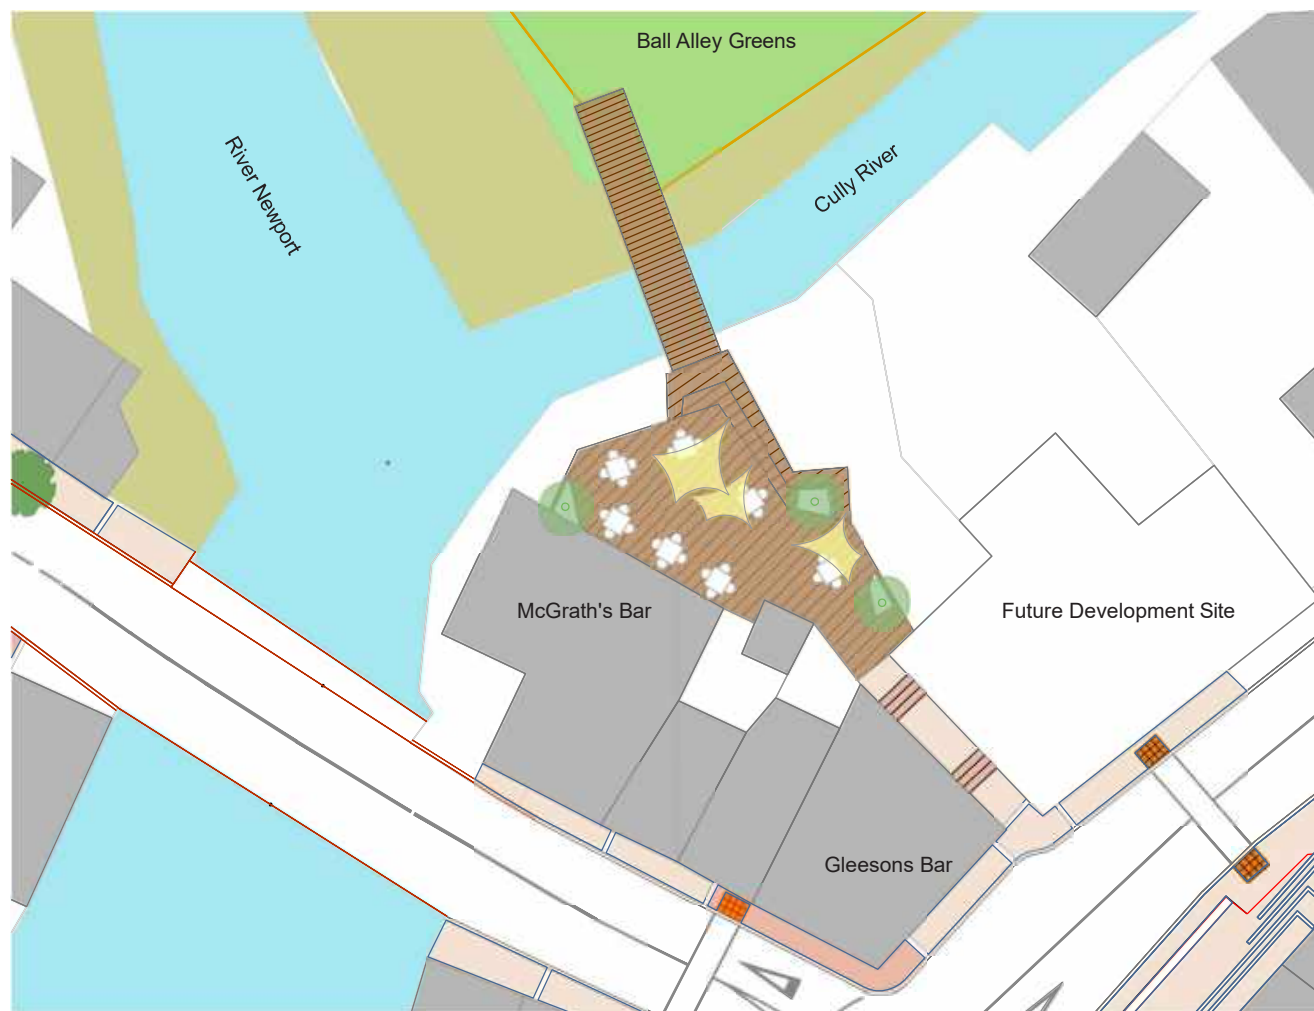 Ball Alley Greens
River Newport
Cully River
McGrath's Bar
Future Development Site
Gleesons Bar